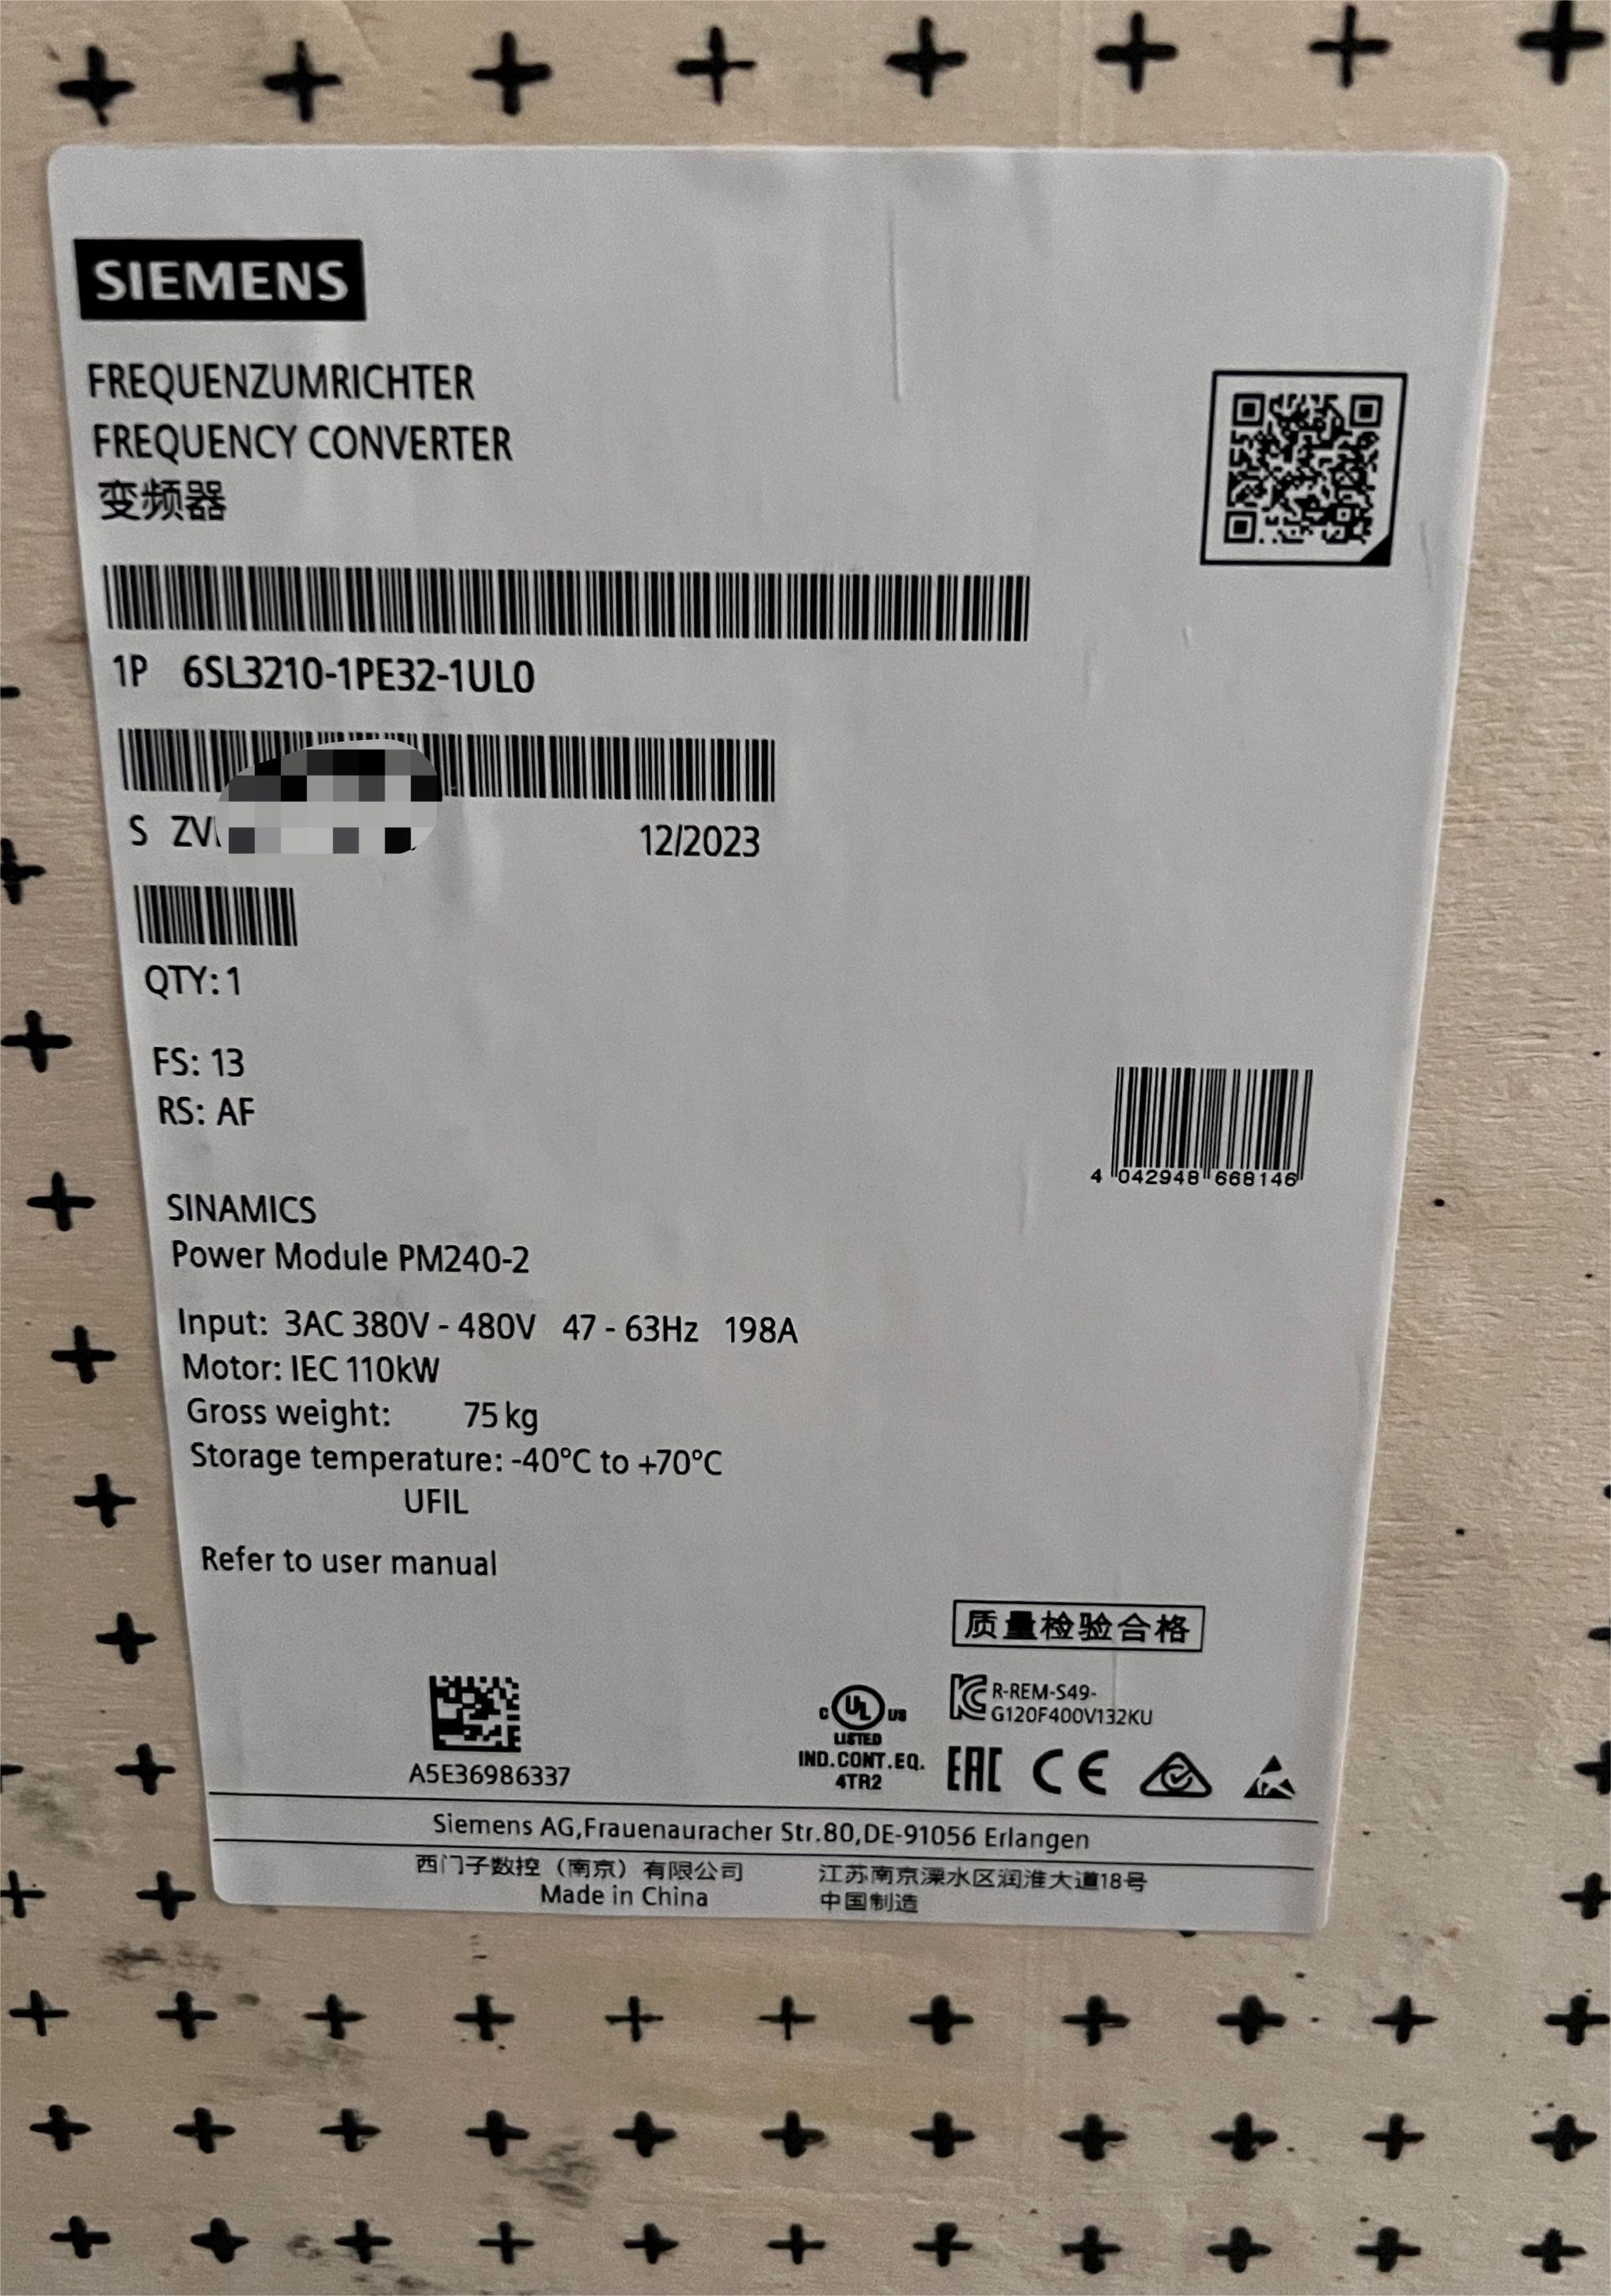 SIEMENS
FREQUENZUMRICHTER
FREQUENCY CONVERTER
变频器
1P 6SL3210-1PE32-1UL0
S ZV 12/2023
QTY: 1
FS: 13
RS: AF
4 042948 668146
SINAMICS
Power Module PM240-2
Input: 3AC 380V - 480V 47 - 63Hz 198A
Motor: IEC 110kW
Gross weight: 75 kg
Storage temperature: -40°C to +70°C
UFIL
Refer to user manual
质量检验合格
A5E36986337
C UL US
LISTED
IND.CONT.EQ.
4TR2
R-REM-S49-
G120F400V132KU
EAC CE
Siemens AG,Frauenauracher Str.80,DE-91056 Erlangen
西门子数控（南京）有限公司 江苏南京溧水区润淮大道18号
Made in China 中国制造